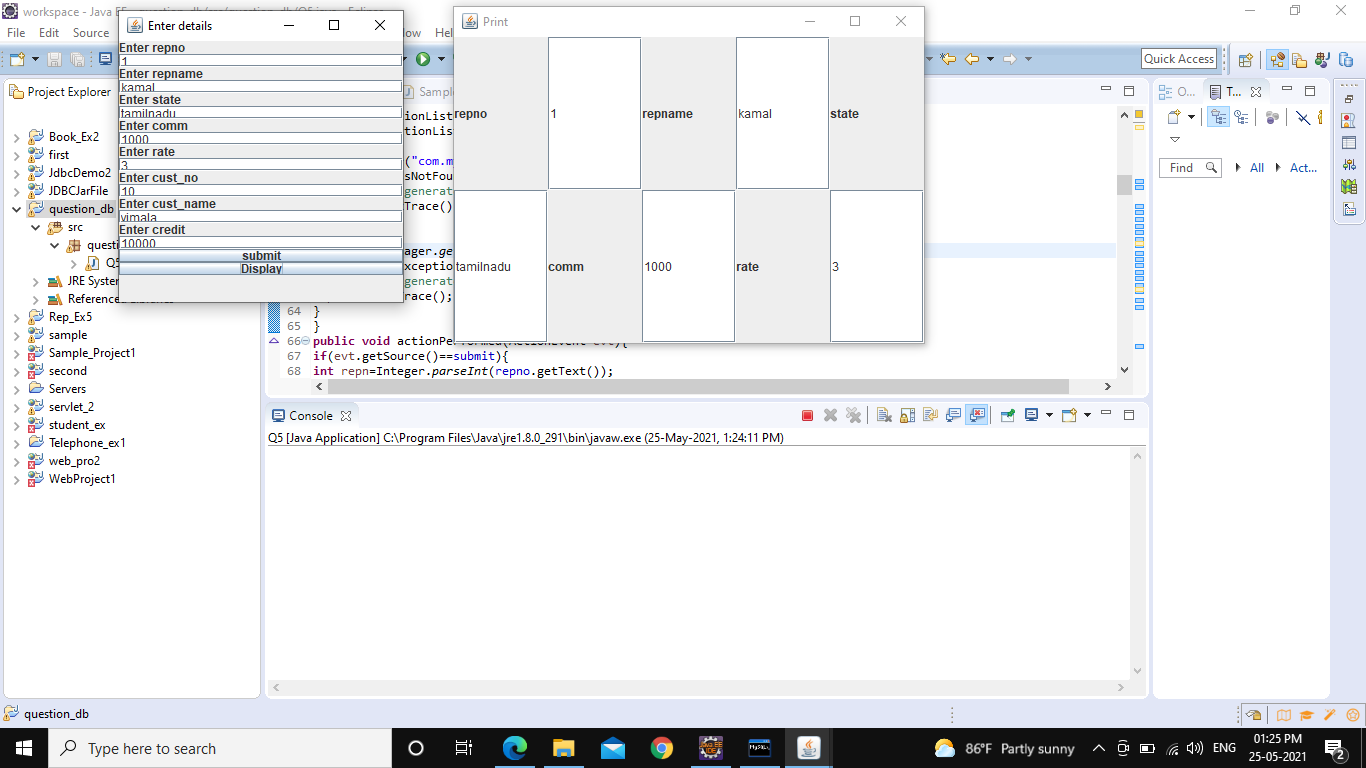 workspace - Java EE
Enter details
Print
File Edit Source
Quick Access
Enter repno
1
Enter repname
kamal
Enter state
tamilnadu
Enter comm
1000
Enter rate
3
Enter cust_no
10
Enter cust_name
vimala
Enter credit
10000
submit
Display
repno 1 repname kamal state
tamilnadu comm 1000 rate 3
Project Explorer
Book_Ex2
first
JdbcDemo2
JDBCJarFile
question_db
src
JRE System
Rep_Ex5
sample
Sample_Project1
second
Servers
servlet_2
student_ex
Telephone_ex1
web_pro2
WebProject1
64 }
65 }
66 public void actionPerformed(ActionEvent evt){
67 if(evt.getSource()==submit){
68 int repn=Integer.parseInt(repno.getText());
O... T...
Find All Act...
Console
Q5 [Java Application] C:\Program Files\Java\jre1.8.0_291\bin\javaw.exe (25-May-2021, 1:24:11 PM)
question_db
Type here to search
86°F Partly sunny
ENG
01:25 PM
25-05-2021
2